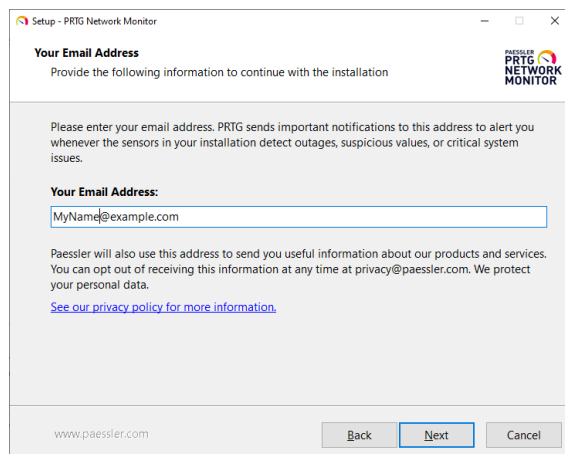 Setup - PRTG Network Monitor
Your Email Address
Provide the following information to continue with the installation
PAESSLER
PRTG
NETWORK
MONITOR
Please enter your email address. PRTG sends important notifications to this address to alert you
whenever the sensors in your installation detect outages, suspicious values, or critical system
issues.
Your Email Address:
MyName@example.com
Paessler will also use this address to send you useful information about our products and services.
You can opt out of receiving this information at any time at privacy@paessler.com. We protect
your personal data.
See our privacy policy for more information.
www.paessler.com
Back
Next
Cancel